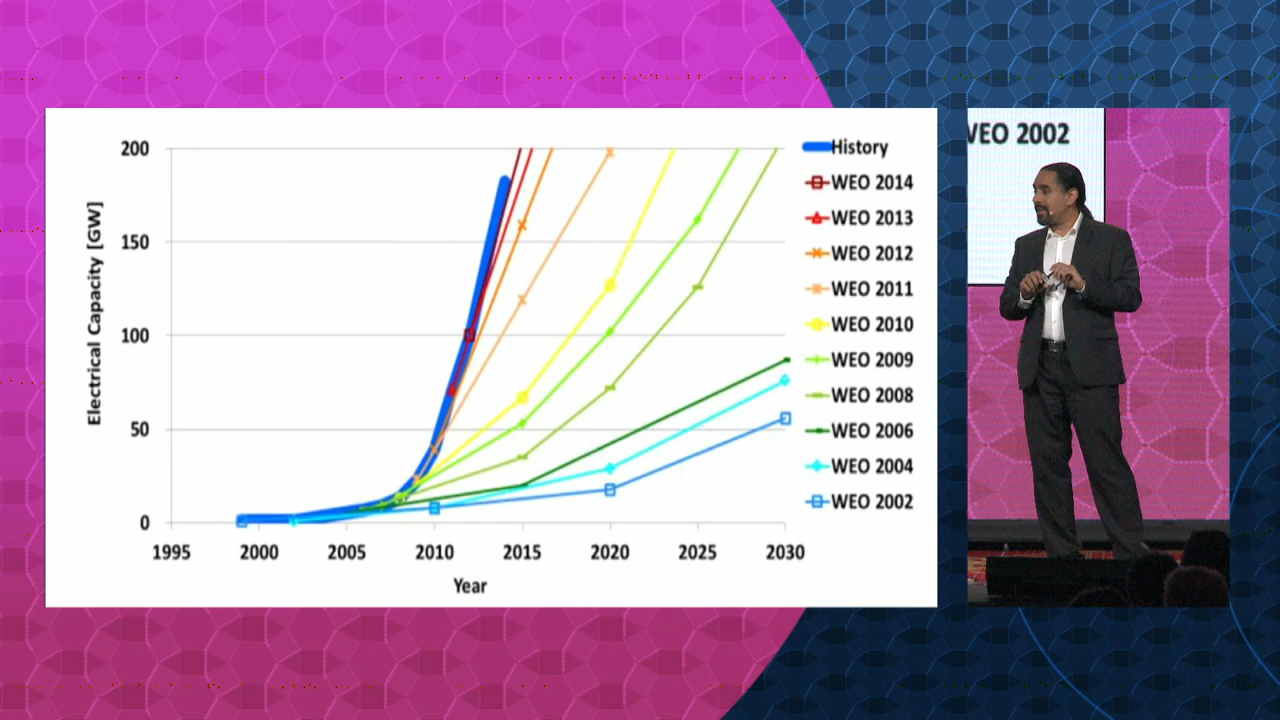 200
150
100
50
0
Electrical Capacity [GW]
1995 2000 2005 2010 2015 2020 2025 2030
Year
History
WEO 2014
WEO 2013
WEO 2012
WEO 2011
WEO 2010
WEO 2009
WEO 2008
WEO 2006
WEO 2004
WEO 2002
WEO 2002